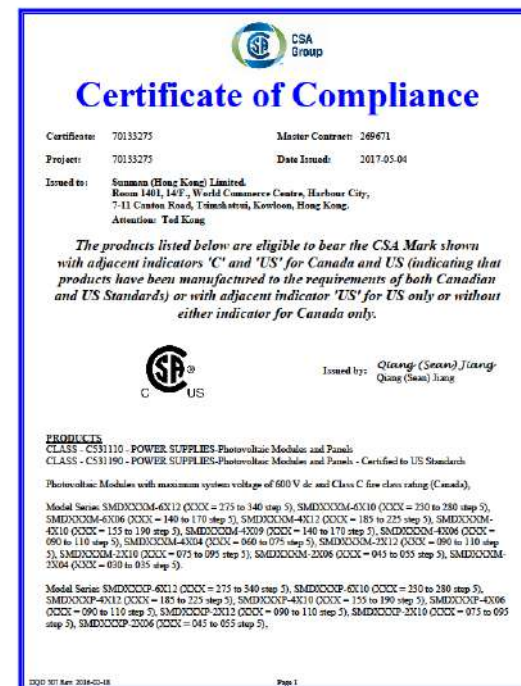 CSA
Group
Certificate of Compliance
Certificate: 70133275 Master Contract: 269671
Project: 70133275 Date Issued: 2017-05-04
Issued to: Sunman (Hong Kong) Limited.
Room 1401, 14/F., World Commerce Centre, Harbour City,
7-11 Canton Road, Tsimshatsui, Kowloon, Hong Kong.
Attention: Ted Kong
The products listed below are eligible to bear the CSA Mark shown
with adjacent indicators 'C' and 'US' for Canada and US (indicating that
products have been manufactured to the requirements of both Canadian
and US Standards) or with adjacent indicator 'US' for US only or without
either indicator for Canada only.
C US
Issued by: Qiang (Sean) Jiang
Qiang (Sean) Jiang
PRODUCTS
CLASS - C531110 - POWER SUPPLIES-Photovoltaic Modules and Panels
CLASS - C531190 - POWER SUPPLIES-Photovoltaic Modules and Panels - Certified to US Standards
Photovoltaic Modules with maximum system voltage of 600 V dc and Class C fire class rating (Canada),
Model Series SMDXXXM-6X12 (XXX = 275 to 340 step 5), SMDXXXM-6X10 (XXX = 230 to 280 step 5),
SMDXXXM-6X06 (XXX = 140 to 170 step 5), SMDXXXM-4X12 (XXX = 185 to 225 step 5), SMDXXXM-
4X10 (XXX = 155 to 190 step 5), SMDXXXM-4X09 (XXX = 140 to 170 step 5), SMDXXXM-4X06 (XXX =
090 to 110 step 5), SMDXXXM-4X04 (XXX = 060 to 075 step 5), SMDXXXM-2X12 (XXX = 090 to 110 step
5), SMDXXXM-2X10 (XXX = 075 to 095 step 5), SMDXXXM-2X06 (XXX = 045 to 055 step 5), SMDXXXM-
2X04 (XXX = 030 to 035 step 5).
Model Series SMDXXXP-6X12 (XXX = 275 to 340 step 5), SMDXXXP-6X10 (XXX = 230 to 280 step 5),
SMDXXXP-4X12 (XXX = 185 to 225 step 5), SMDXXXP-4X10 (XXX = 155 to 190 step 5), SMDXXXP-4X06
(XXX = 090 to 110 step 5), SMDXXXP-2X12 (XXX = 090 to 110 step 5), SMDXXXP-2X10 (XXX = 075 to 095
step 5), SMDXXXP-2X06 (XXX = 045 to 055 step 5),
DQD 507 Rev. 2016-02-18 Page 1